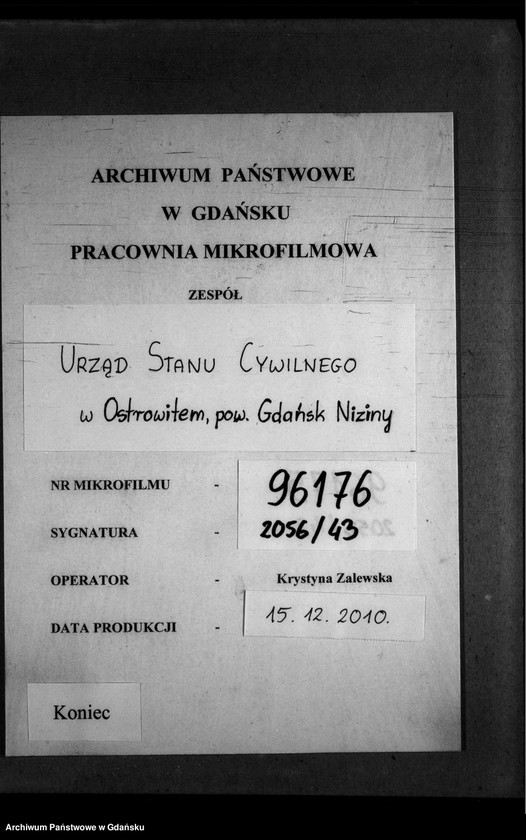 ARCHIWUM PAŃSTWOWE
W GDAŃSKU
PRACOWNIA MIKROFILMOWA
ZESPÓŁ
URZĄD STANU CYWILNEGO
w Ostrowitem, pow. Gdańsk Niziny
NR MIKROFILMU - 96176
SYGNATURA - 2056/43
OPERATOR - Krystyna Zalewska
DATA PRODUKCJI - 15. 12. 2010.
Koniec
Archiwum Państwowe w Gdańsku